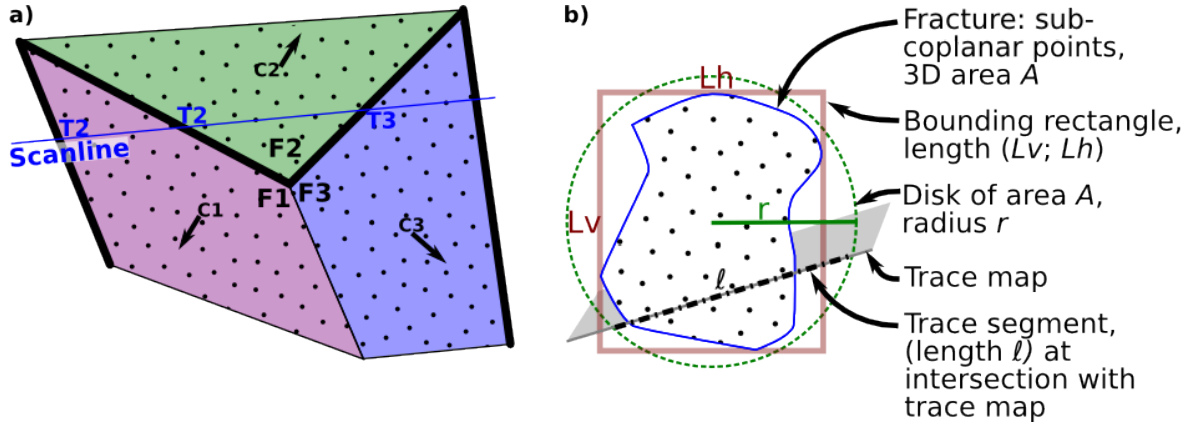 a)
C2
T2
T2
T3
Scanline
F2
F1
F3
C1
C3
b)
Lh
Lv
r
ℓ
Fracture: sub-
coplanar points,
3D area A
Bounding rectangle,
length (Lv; Lh)
Disk of area A,
radius r
Trace map
Trace segment,
(length ℓ) at
intersection with
trace map